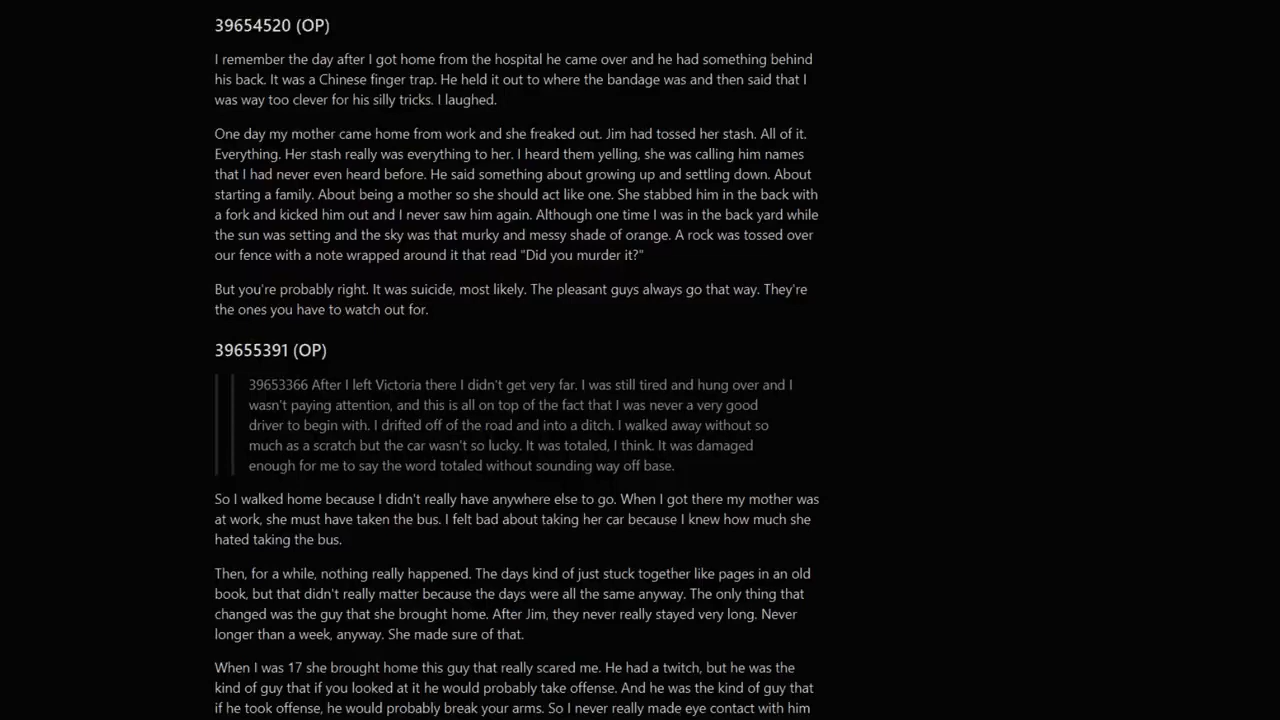 39654520 (OP)
I remember the day after I got home from the hospital he came over and he had something behind
his back. It was a Chinese finger trap. He held it out to where the bandage was and then said that I
was way too clever for his silly tricks. I laughed.
One day my mother came home from work and she freaked out. Jim had tossed her stash. All of it.
Everything. Her stash really was everything to her. I heard them yelling, she was calling him names
that I had never even heard before. He said something about growing up and settling down. About
starting a family. About being a mother so she should act like one. She stabbed him in the back with
a fork and kicked him out and I never saw him again. Although one time I was in the back yard while
the sun was setting and the sky was that murky and messy shade of orange. A rock was tossed over
our fence with a note wrapped around it that read "Did you murder it?"
But you're probably right. It was suicide, most likely. The pleasant guys always go that way. They're
the ones you have to watch out for.
39655391 (OP)
39653366 After I left Victoria there I didn't get very far. I was still tired and hung over and I
wasn't paying attention, and this is all on top of the fact that I was never a very good
driver to begin with. I drifted off of the road and into a ditch. I walked away without so
much as a scratch but the car wasn't so lucky. It was totaled, I think. It was damaged
enough for me to say the word totaled without sounding way off base.
So I walked home because I didn't really have anywhere else to go. When I got there my mother was
at work, she must have taken the bus. I felt bad about taking her car because I knew how much she
hated taking the bus.
Then, for a while, nothing really happened. The days kind of just stuck together like pages in an old
book, but that didn't really matter because the days were all the same anyway. The only thing that
changed was the guy that she brought home. After Jim, they never really stayed very long. Never
longer than a week, anyway. She made sure of that.
When I was 17 she brought home this guy that really scared me. He had a twitch, but he was the
kind of guy that if you looked at it he would probably take offense. And he was the kind of guy that
if he took offense, he would probably break your arms. So I never really made eye contact with him